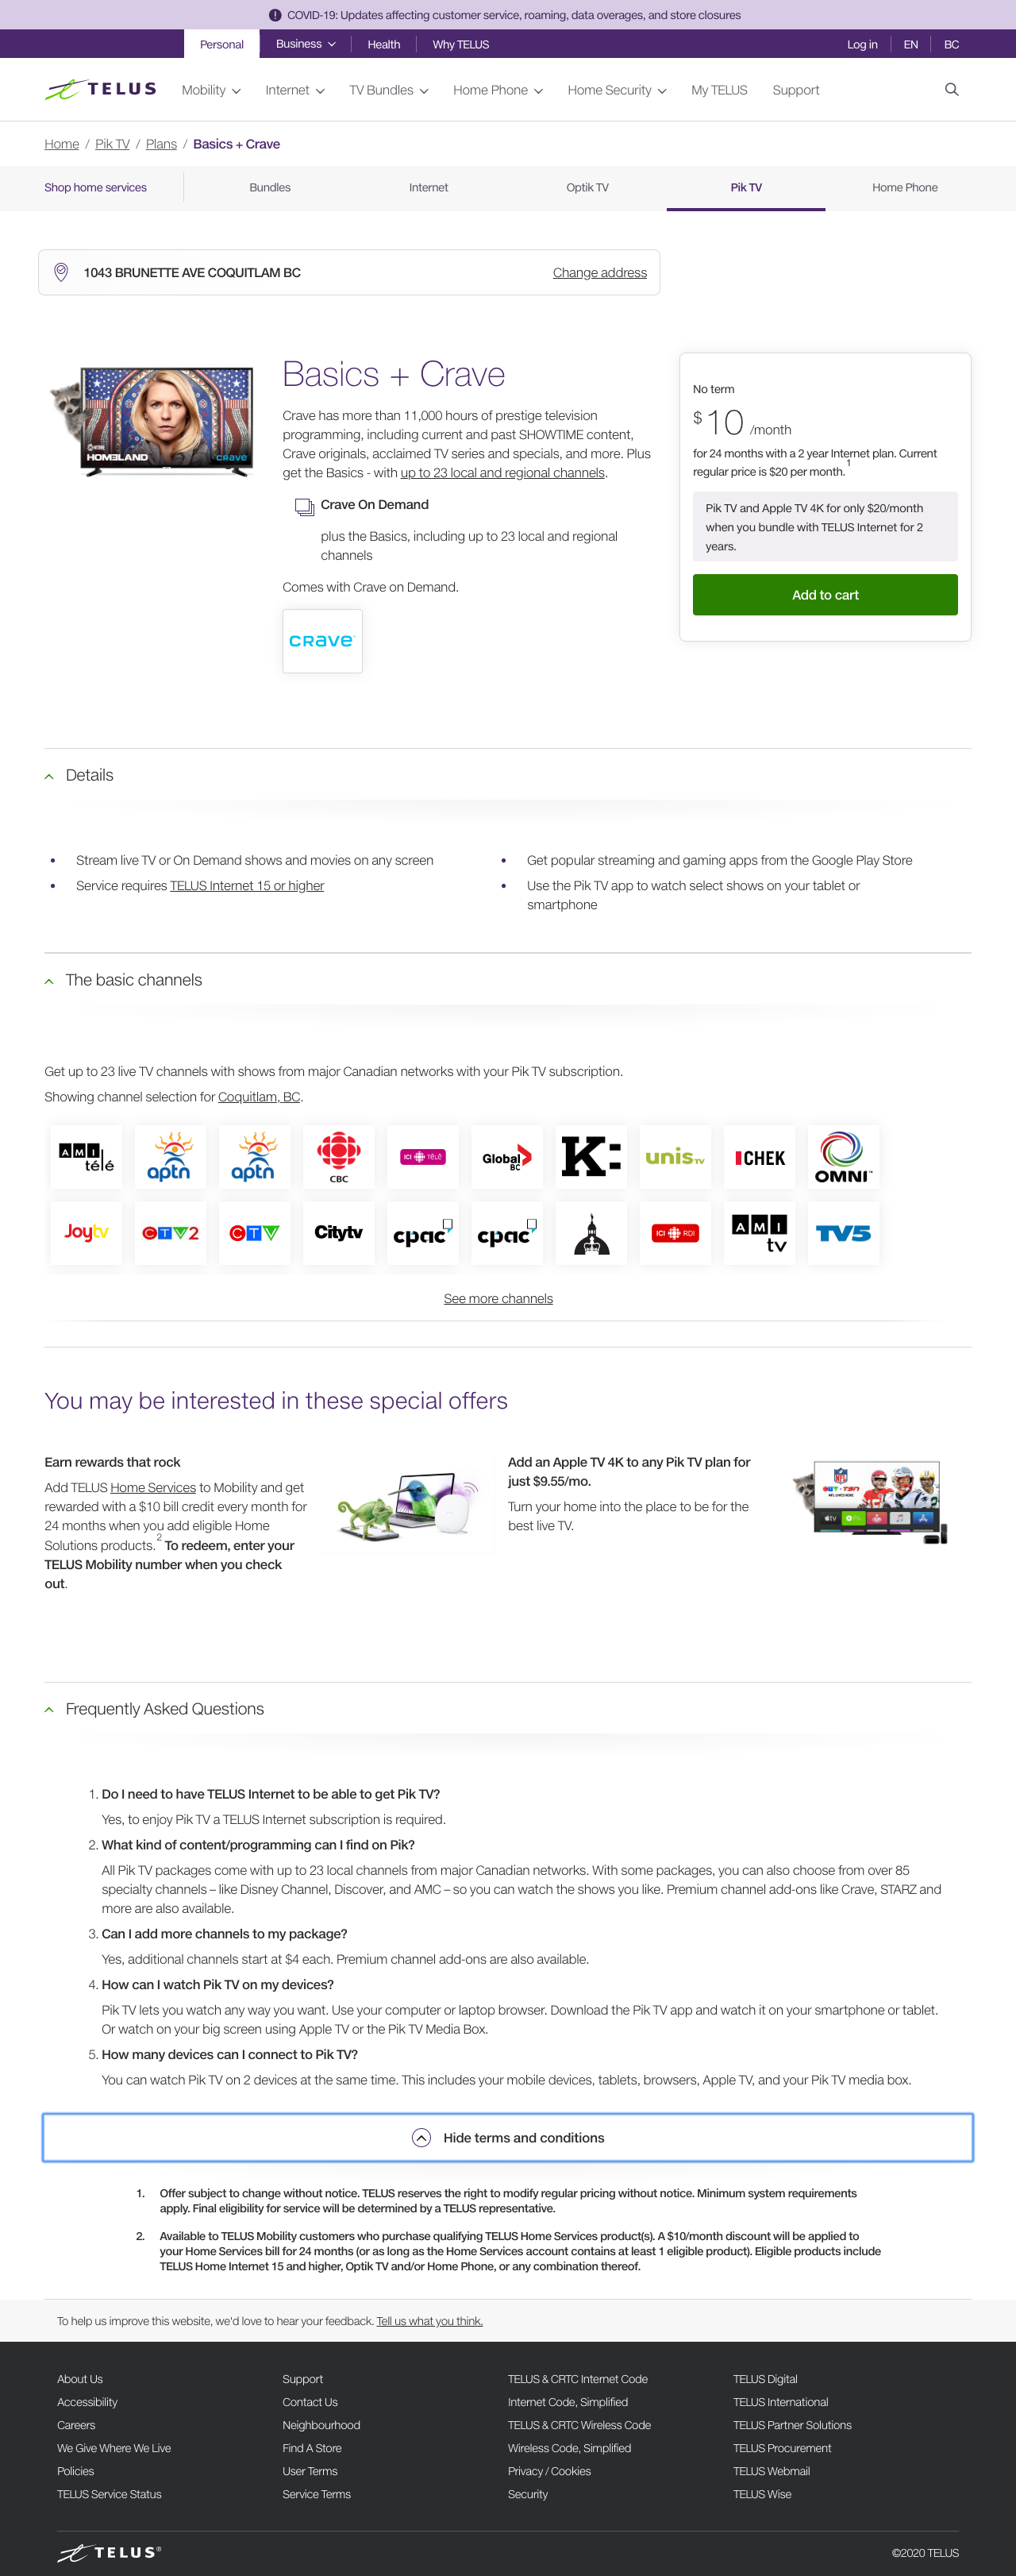 COVID-19: Updates affecting customer service, roaming, data overages, and store closures
Personal
Business
Health
Why TELUS
Log in
EN
BC
TELUS
Mobility
Internet
TV Bundles
Home Phone
Home Security
My TELUS
Support
Home / Pik TV / Plans / Basics + Crave
Shop home services
Bundles
Internet
Optik TV
Pik TV
Home Phone
1043 BRUNETTE AVE COQUITLAM BC
Change address
HOMELAND
CRAVE
Basics + Crave
Crave has more than 11,000 hours of prestige television
programming, including current and past SHOWTIME content,
Crave originals, acclaimed TV series and specials, and more. Plus
get the Basics - with up to 23 local and regional channels.
Crave On Demand
plus the Basics, including up to 23 local and regional
channels
Comes with Crave on Demand.
CRAVE
No term
$10 /month
for 24 months with a 2 year Internet plan. Current
regular price is $20 per month.1
Pik TV and Apple TV 4K for only $20/month
when you bundle with TELUS Internet for 2
years.
Add to cart
Details
Stream live TV or On Demand shows and movies on any screen
Service requires TELUS Internet 15 or higher
Get popular streaming and gaming apps from the Google Play Store
Use the Pik TV app to watch select shows on your tablet or
smartphone
The basic channels
Get up to 23 live TV channels with shows from major Canadian networks with your Pik TV subscription.
Showing channel selection for Coquitlam, BC.
AMI télé
aptn
aptn
CBC
ICI TÉLÉ
Global BC
K:
unis TV
CHEK
OMNI
Joytv
CTV2
CTV
Citytv
cpac
cpac
ICI RDI
AMI tv
TV5
See more channels
You may be interested in these special offers
Earn rewards that rock
Add TELUS Home Services to Mobility and get
rewarded with a $10 bill credit every month for
24 months when you add eligible Home
Solutions products.2 To redeem, enter your
TELUS Mobility number when you check
out.
Add an Apple TV 4K to any Pik TV plan for
just $9.55/mo.
Turn your home into the place to be for the
best live TV.
Frequently Asked Questions
1. Do I need to have TELUS Internet to be able to get Pik TV?
Yes, to enjoy Pik TV a TELUS Internet subscription is required.
2. What kind of content/programming can I find on Pik?
All Pik TV packages come with up to 23 local channels from major Canadian networks. With some packages, you can also choose from over 85
specialty channels – like Disney Channel, Discover, and AMC – so you can watch the shows you like. Premium channel add-ons like Crave, STARZ and
more are also available.
3. Can I add more channels to my package?
Yes, additional channels start at $4 each. Premium channel add-ons are also available.
4. How can I watch Pik TV on my devices?
Pik TV lets you watch any way you want. Use your computer or laptop browser. Download the Pik TV app and watch it on your smartphone or tablet.
Or watch on your big screen using Apple TV or the Pik TV Media Box.
5. How many devices can I connect to Pik TV?
You can watch Pik TV on 2 devices at the same time. This includes your mobile devices, tablets, browsers, Apple TV, and your Pik TV media box.
Hide terms and conditions
1. Offer subject to change without notice. TELUS reserves the right to modify regular pricing without notice. Minimum system requirements
apply. Final eligibility for service will be determined by a TELUS representative.
2. Available to TELUS Mobility customers who purchase qualifying TELUS Home Services product(s). A $10/month discount will be applied to
your Home Services bill for 24 months (or as long as the Home Services account contains at least 1 eligible product). Eligible products include
TELUS Home Internet 15 and higher, Optik TV and/or Home Phone, or any combination thereof.
To help us improve this website, we'd love to hear your feedback. Tell us what you think.
About Us
Accessibility
Careers
We Give Where We Live
Policies
TELUS Service Status
Support
Contact Us
Neighbourhood
Find A Store
User Terms
Service Terms
TELUS & CRTC Internet Code
Internet Code, Simplified
TELUS & CRTC Wireless Code
Wireless Code, Simplified
Privacy / Cookies
Security
TELUS Digital
TELUS International
TELUS Partner Solutions
TELUS Procurement
TELUS Webmail
TELUS Wise
TELUS®
©2020 TELUS